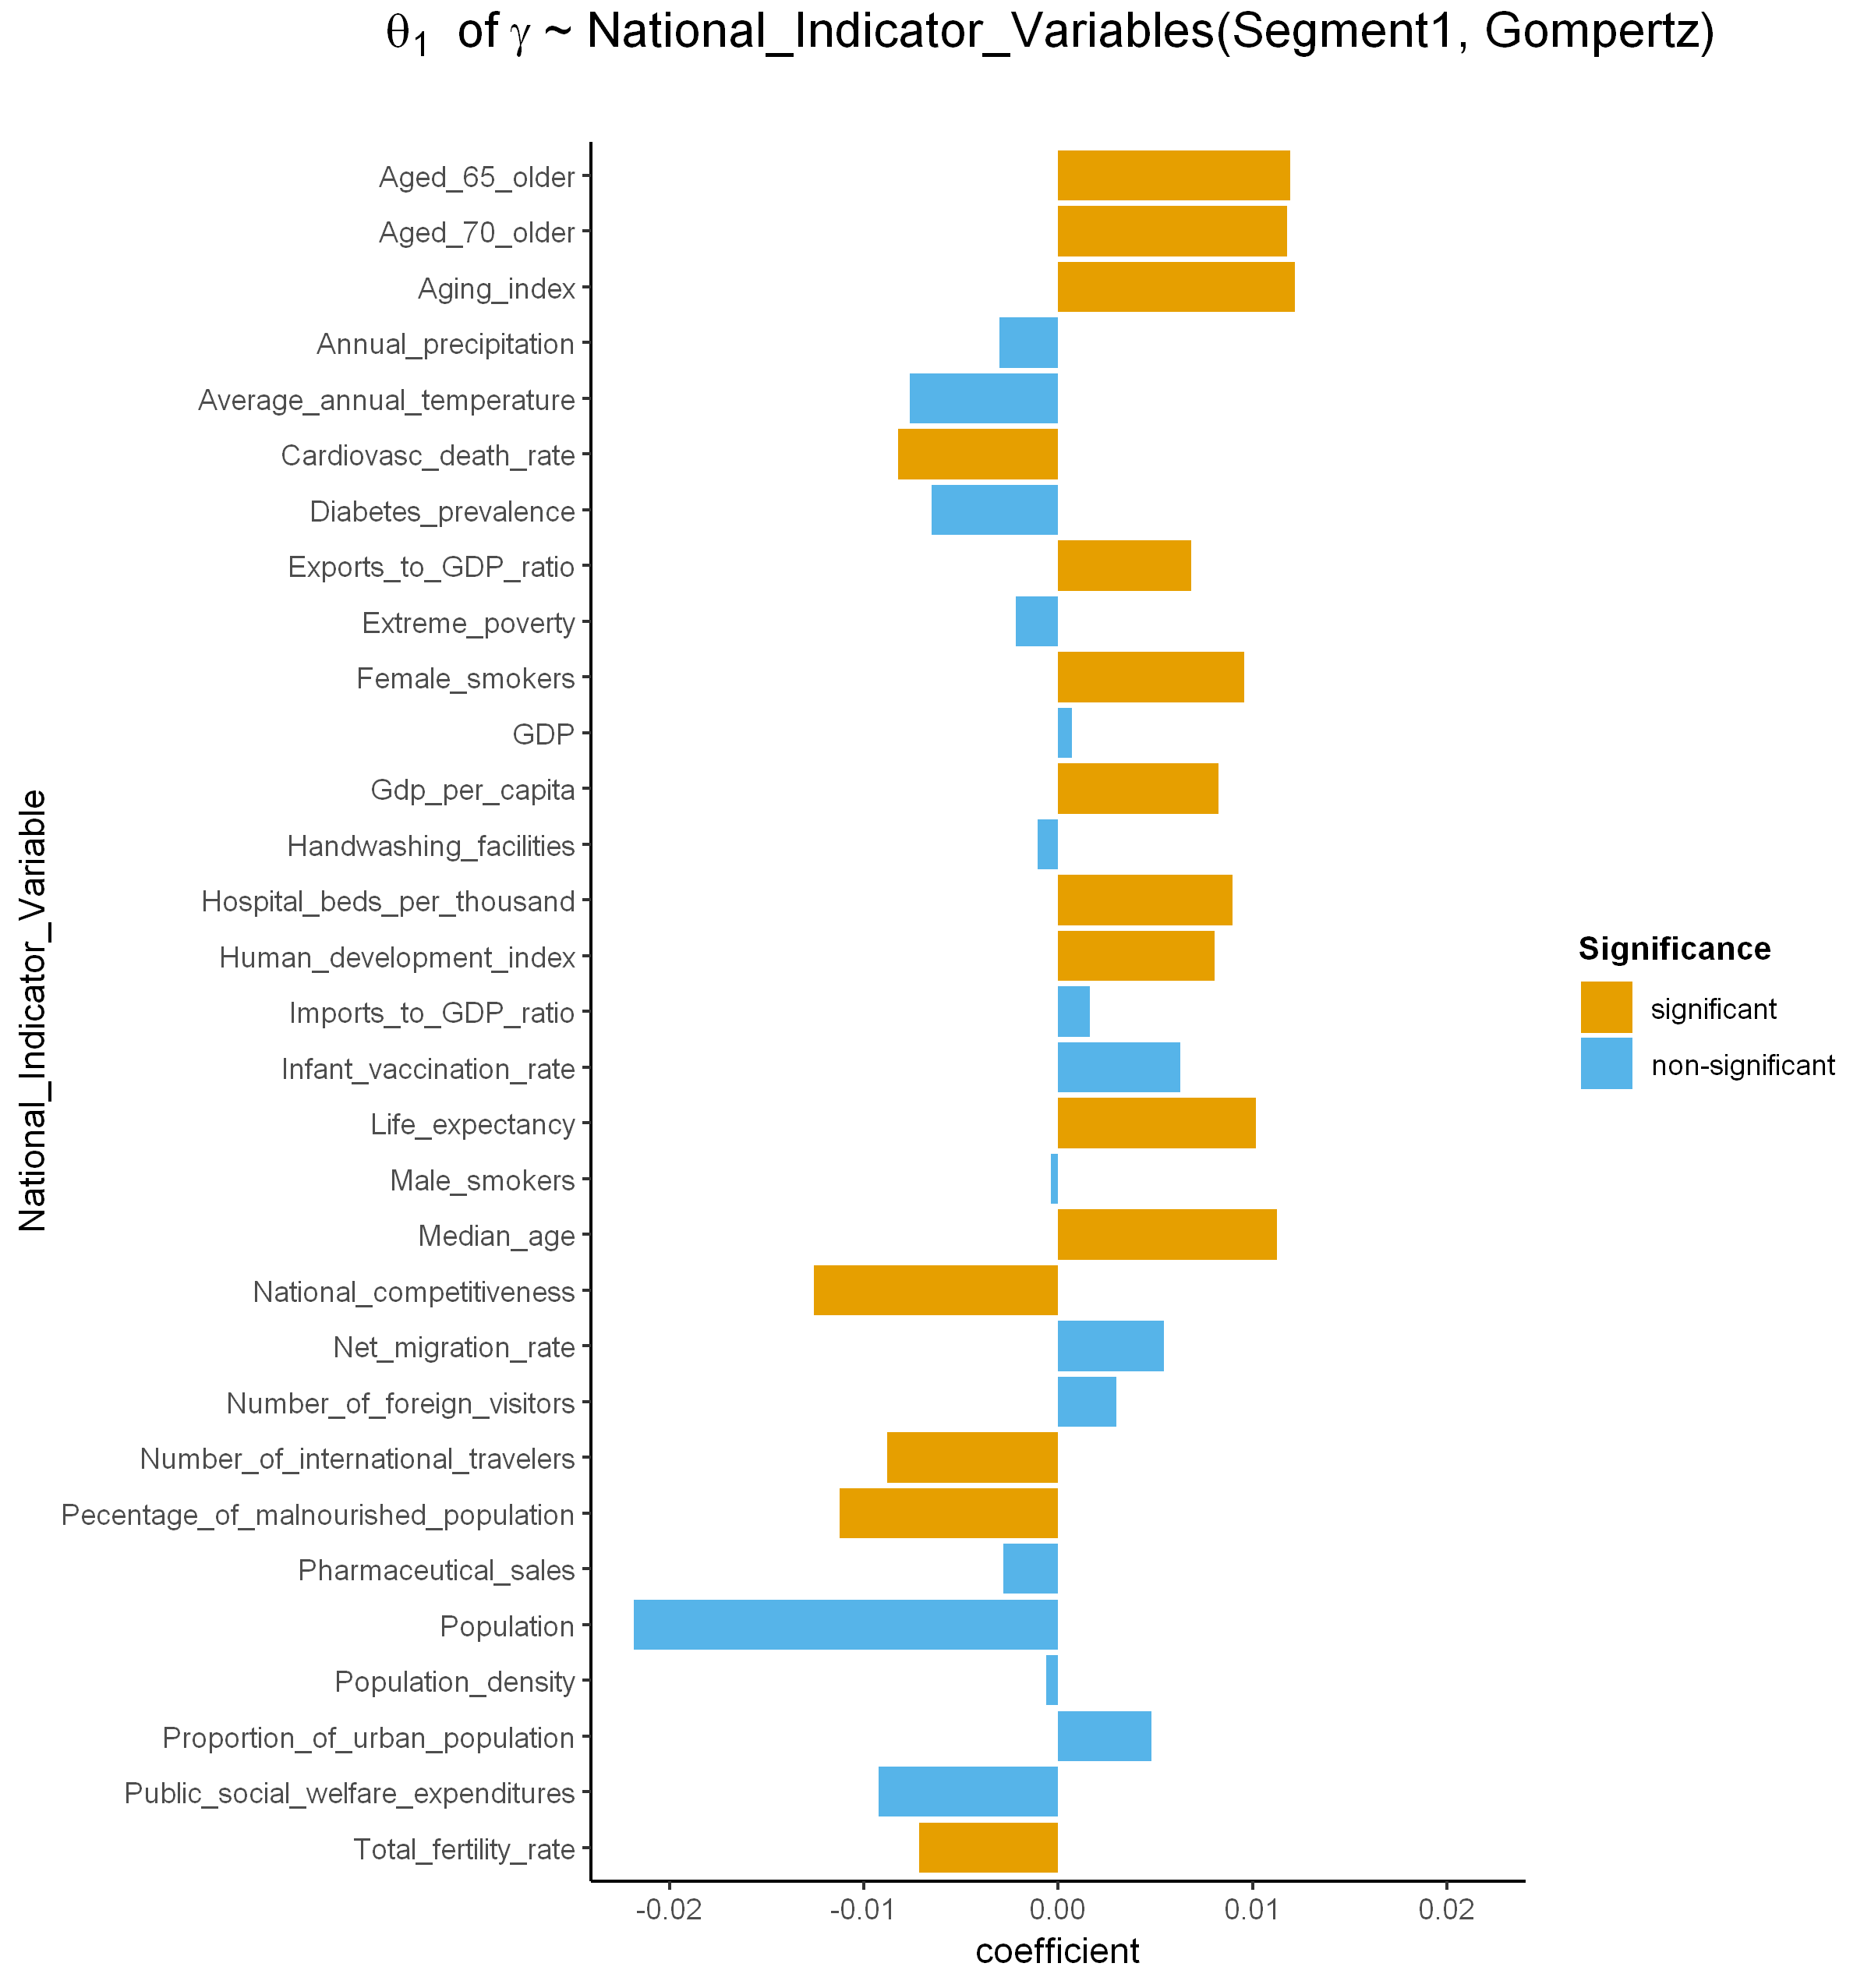 θ1 of γ ~ National_Indicator_Variables(Segment1, Gompertz)
National_Indicator_Variable
Aged_65_older
Aged_70_older
Aging_index
Annual_precipitation
Average_annual_temperature
Cardiovasc_death_rate
Diabetes_prevalence
Exports_to_GDP_ratio
Extreme_poverty
Female_smokers
GDP
Gdp_per_capita
Handwashing_facilities
Hospital_beds_per_thousand
Human_development_index
Imports_to_GDP_ratio
Infant_vaccination_rate
Life_expectancy
Male_smokers
Median_age
National_competitiveness
Net_migration_rate
Number_of_foreign_visitors
Number_of_international_travelers
Pecentage_of_malnourished_population
Pharmaceutical_sales
Population
Population_density
Proportion_of_urban_population
Public_social_welfare_expenditures
Total_fertility_rate
-0.02 -0.01 0.00 0.01 0.02
coefficient
Significance
significant
non-significant